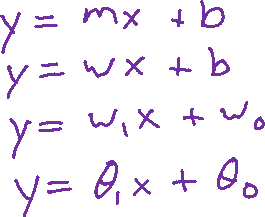 y = mx + b
y = wx + b
y = w₁x + w₀
y = θ₁x + θ₀